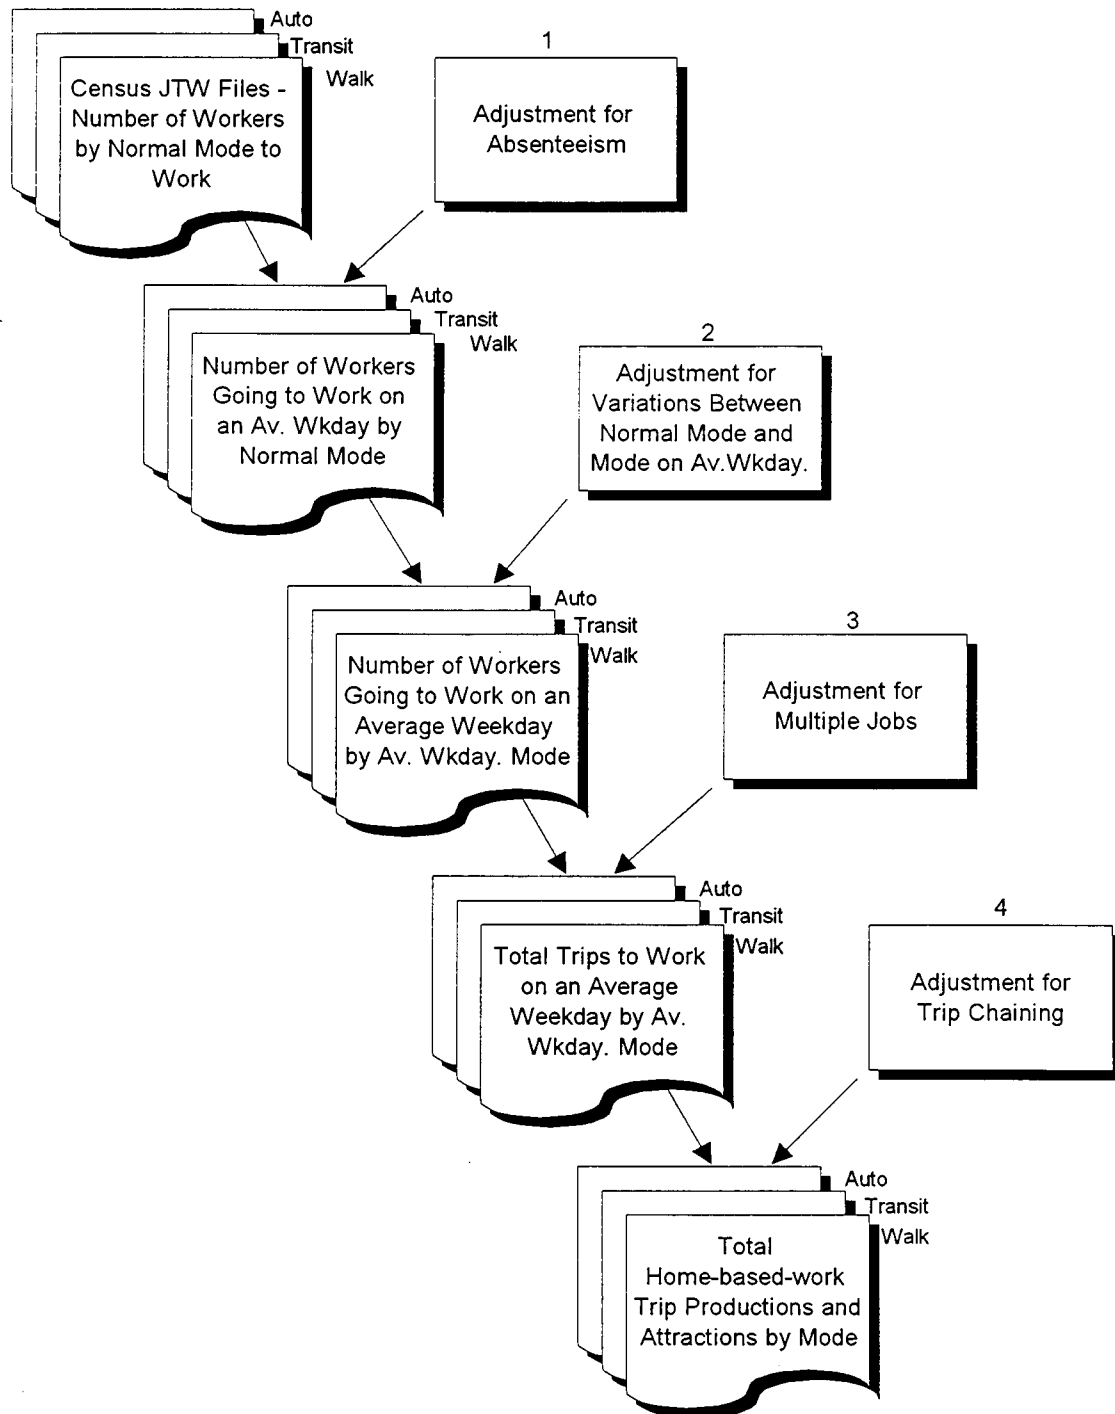 Auto
Transit
Walk
Census JTW Files -
Number of Workers
by Normal Mode to
Work
1
Adjustment for
Absenteeism
Auto
Transit
Walk
Number of Workers
Going to Work on
an Av. Wkday by
Normal Mode
2
Adjustment for
Variations Between
Normal Mode and
Mode on Av.Wkday.
Auto
Transit
Walk
Number of Workers
Going to Work on an
Average Weekday
by Av. Wkday. Mode
3
Adjustment for
Multiple Jobs
Auto
Transit
Walk
Total Trips to Work
on an Average
Weekday by Av.
Wkday. Mode
4
Adjustment for
Trip Chaining
Auto
Transit
Walk
Total
Home-based-work
Trip Productions and
Attractions by Mode